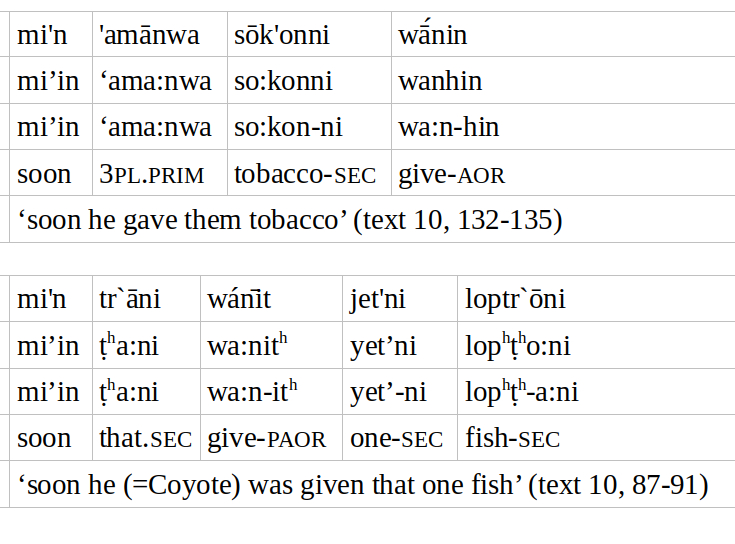 mi'n 'amānwa sōk'onni wā́nin
mi’in ‘ama:nwa so:konni wanhin
mi’in ‘ama:nwa so:kon-ni wa:n-hin
soon 3PL.PRIM tobacco-SEC give-AOR
‘soon he gave them tobacco’ (text 10, 132-135)
mi'n tr`āni wánı̄̇t jet'ni loptr`ōni
mi’in ṭʰa:ni wa:nitʰ yet’ni lopʰṭʰo:ni
mi’in ṭʰa:ni wa:n-itʰ yet’-ni lopʰṭʰ-a:ni
soon that.SEC give-PAOR one-SEC fish-SEC
‘soon he (=Coyote) was given that one fish’ (text 10, 87-91)